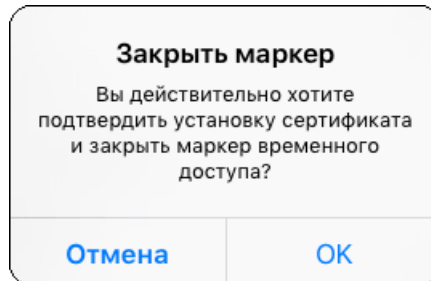 Закрыть маркер
Вы действительно хотите
подтвердить установку сертификата
и закрыть маркер временного
доступа?
Отмена
OK